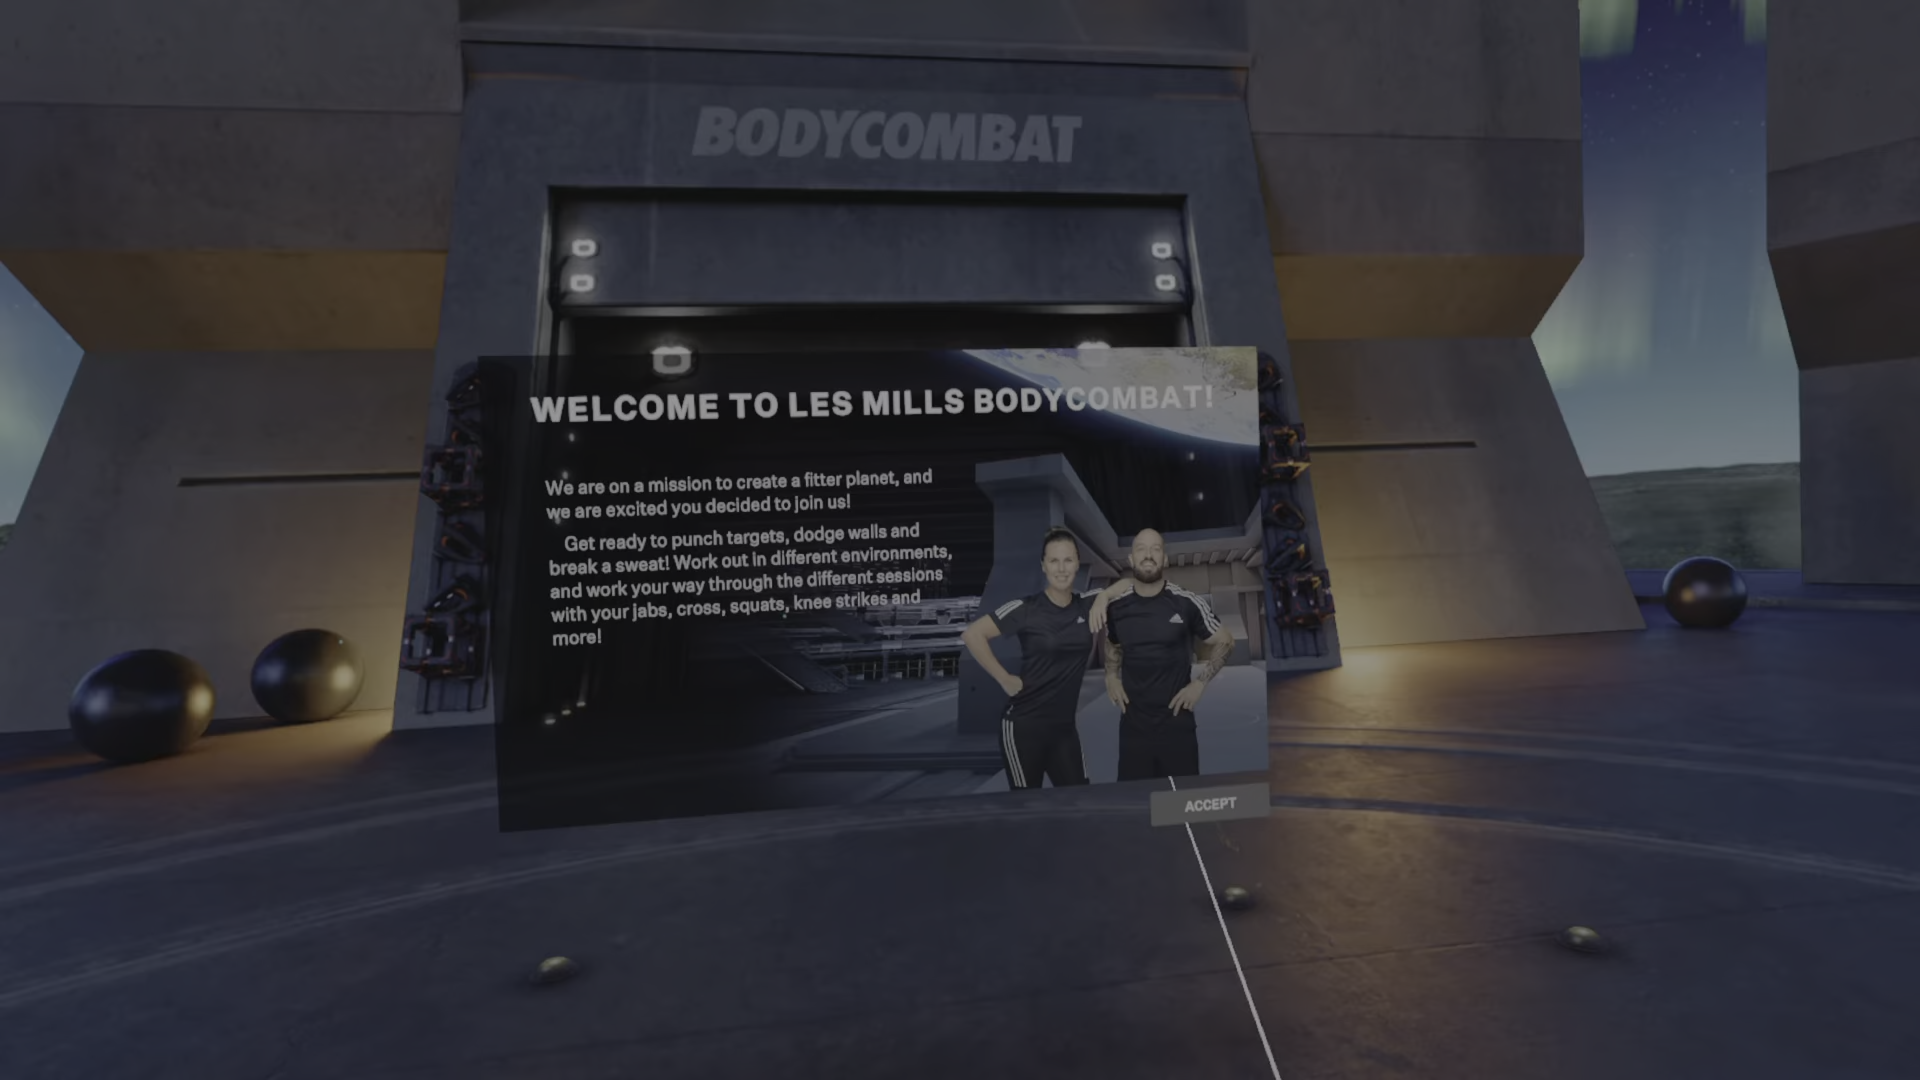 BODYCOMBAT
WELCOME TO LES MILLS BODYCOMBAT!
We are on a mission to create a fitter planet, and
we are excited you decided to join us!
Get ready to punch targets, dodge walls and
break a sweat! Work out in different environments,
and work your way through the different sessions
with your jabs, cross, squats, knee strikes and
more!
ACCEPT